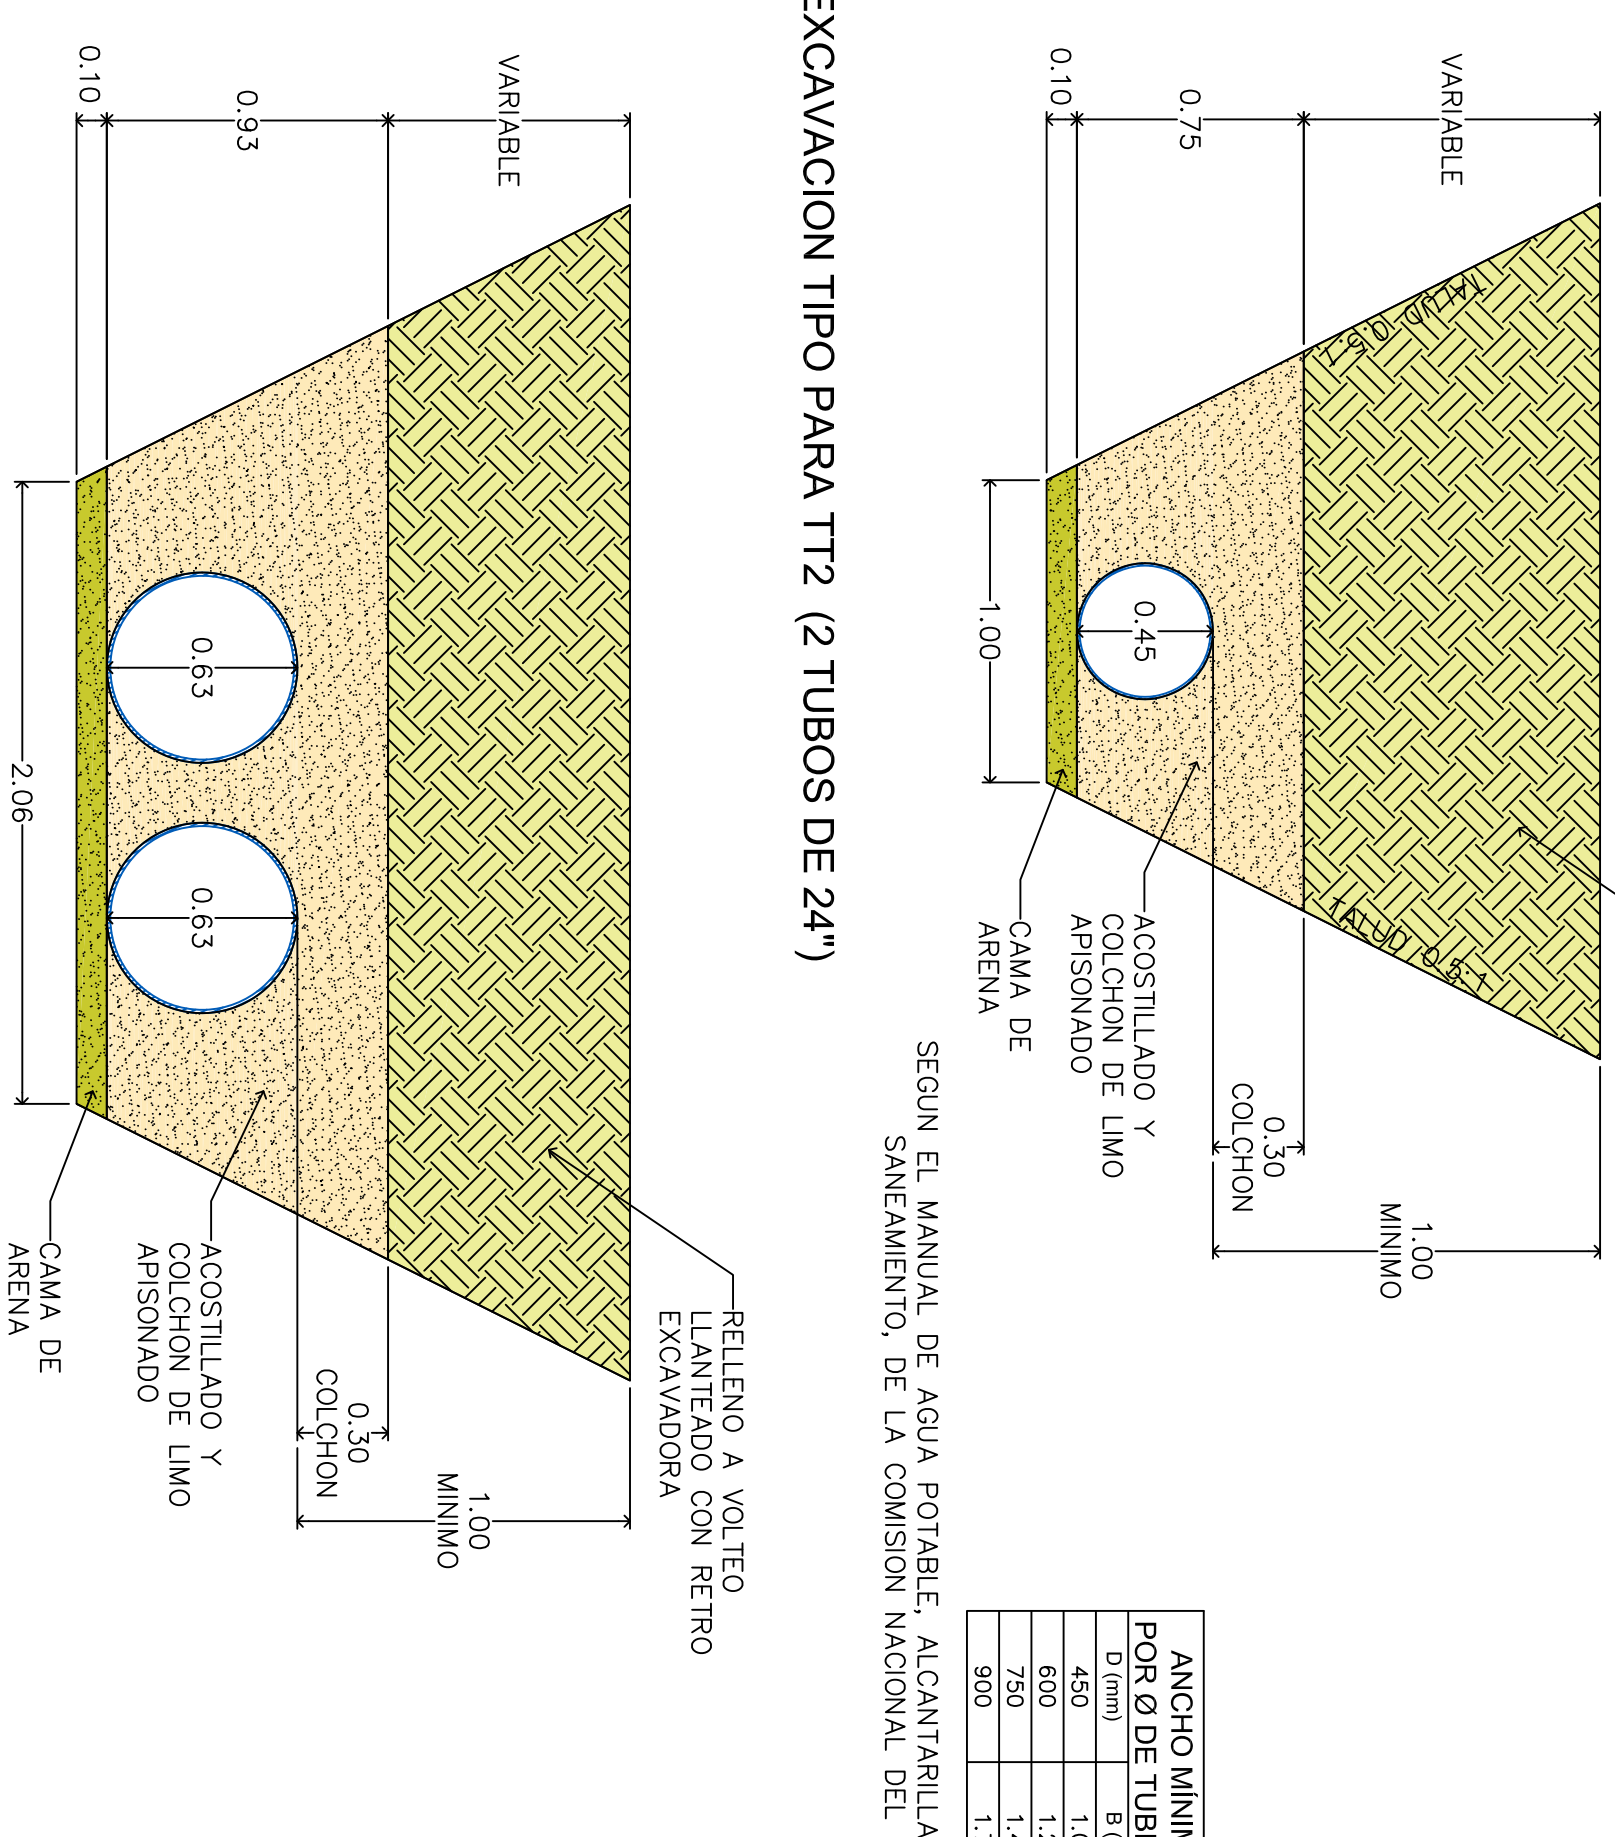 VARIABLE
0.75
0.10
TALUD 0.5:1
TALUD 0.5:1
0.45
1.00
1.00
MINIMO
0.30
COLCHON
ACOSTILLADO Y
COLCHON DE LIMO
APISONADO
CAMA DE
ARENA
ANCHO
POR Ø DE
D (mm)
B
450
600
750
900
SEGUN EL MANUAL DE AGUA POTABLE,
SANEAMIENTO, DE LA COMISION NACIONAL DEL
EXCAVACION TIPO PARA TT2 (2 TUBOS DE 24")
RELLENO A VOLTEO
LLANTEADO CON RETRO
EXCAVADORA
VARIABLE
0.93
0.10
0.63
0.63
2.06
1.00
MINIMO
0.30
COLCHON
ACOSTILLADO Y
COLCHON DE LIMO
APISONADO
CAMA DE
ARENA